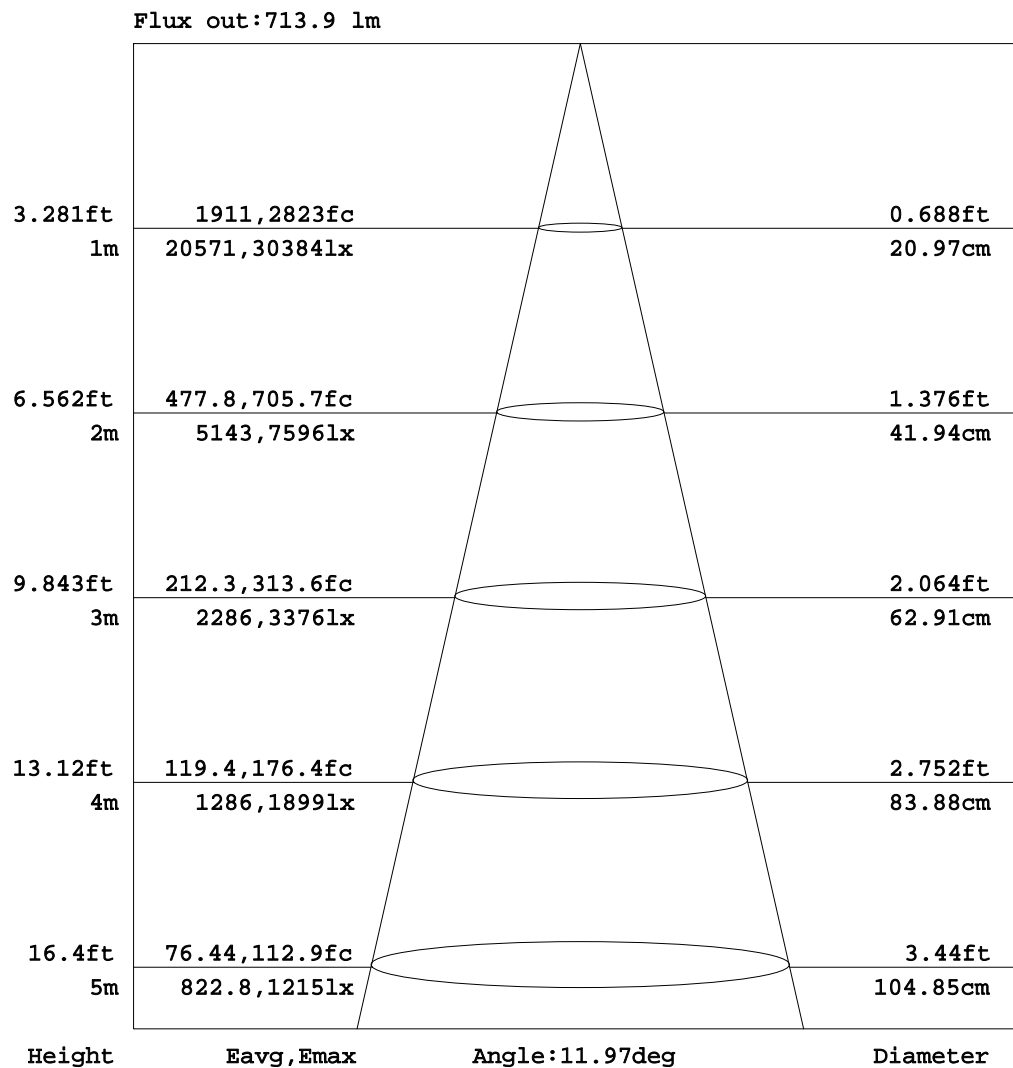 Flux out:713.9 lm
3.281ft 1911,2823fc 0.688ft
1m 20571,30384lx 20.97cm
6.562ft 477.8,705.7fc 1.376ft
2m 5143,7596lx 41.94cm
9.843ft 212.3,313.6fc 2.064ft
3m 2286,3376lx 62.91cm
13.12ft 119.4,176.4fc 2.752ft
4m 1286,1899lx 83.88cm
16.4ft 76.44,112.9fc 3.44ft
5m 822.8,1215lx 104.85cm
Height Eavg,Emax Angle:11.97deg Diameter